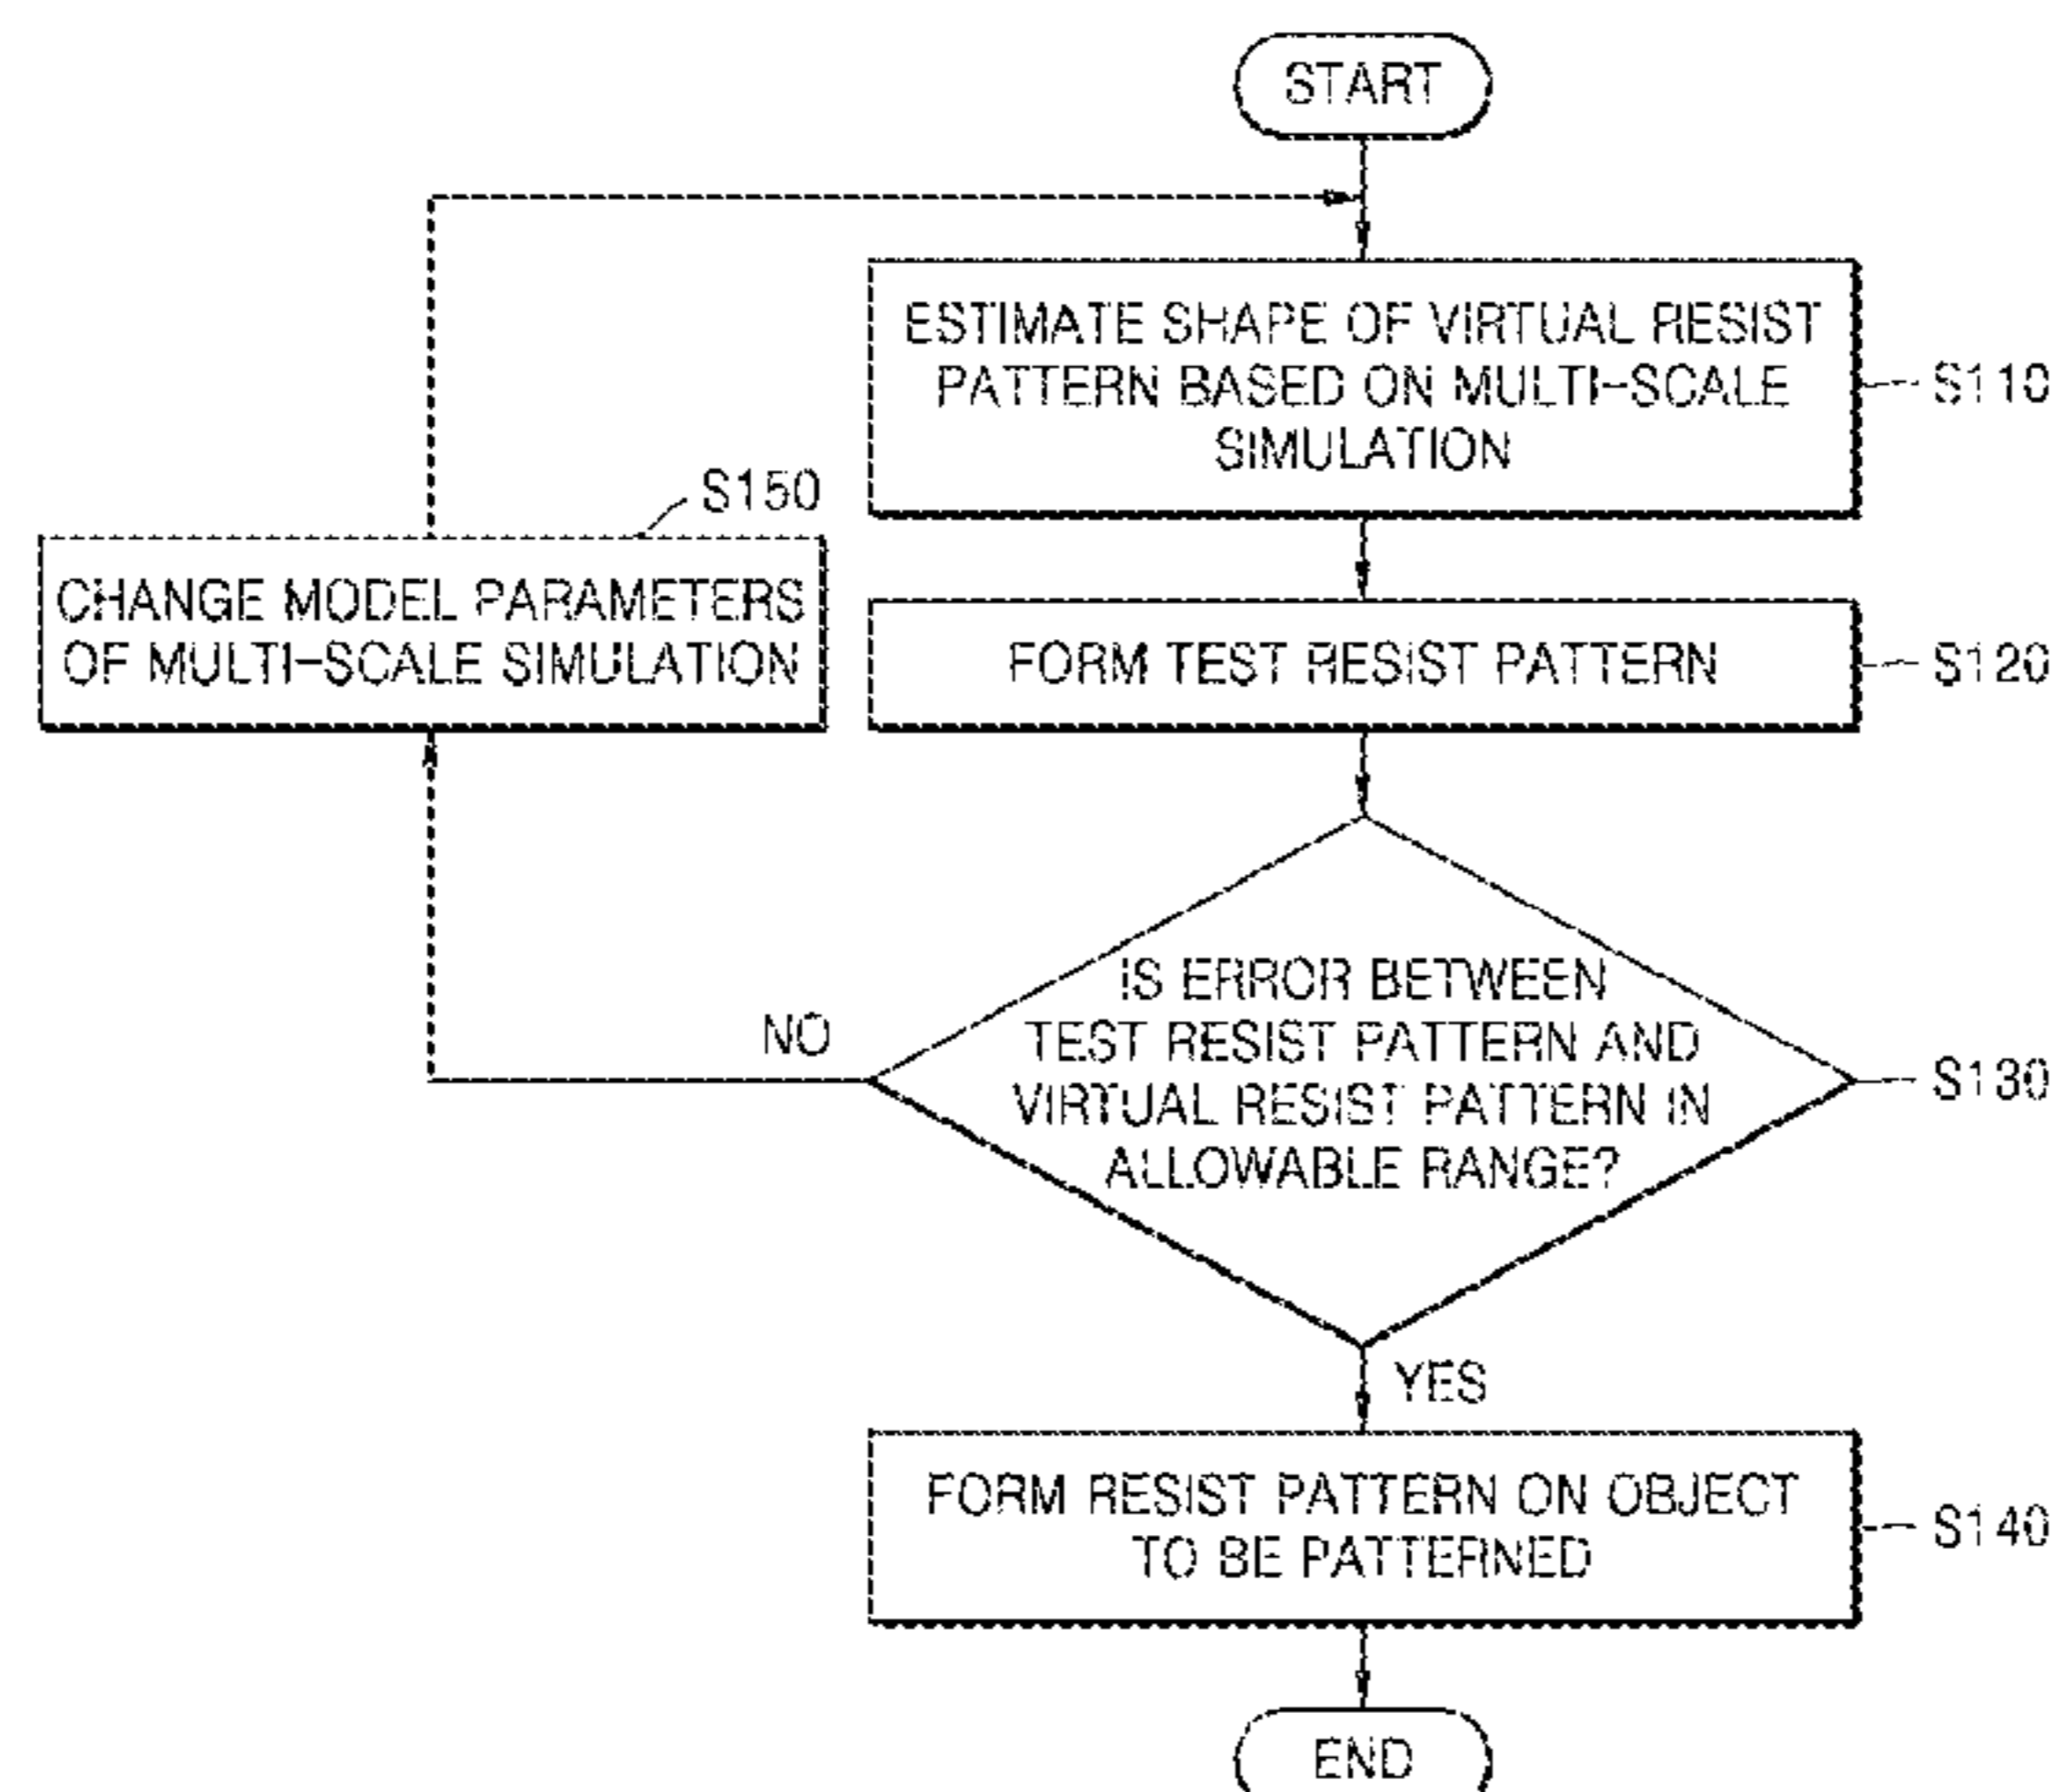 START
ESTIMATE SHAPE OF VIRTUAL RESIST
PATTERN BASED ON MULTI-SCALE
SIMULATION
S110
S150
CHANGE MODEL PARAMETERS
OF MULTI-SCALE SIMULATION
FORM TEST RESIST PATTERN
S120
IS ERROR BETWEEN
TEST RESIST PATTERN AND
VIRTUAL RESIST PATTERN IN
ALLOWABLE RANGE?
S130
NO
YES
FORM RESIST PATTERN ON OBJECT
TO BE PATTERNED
S140
END